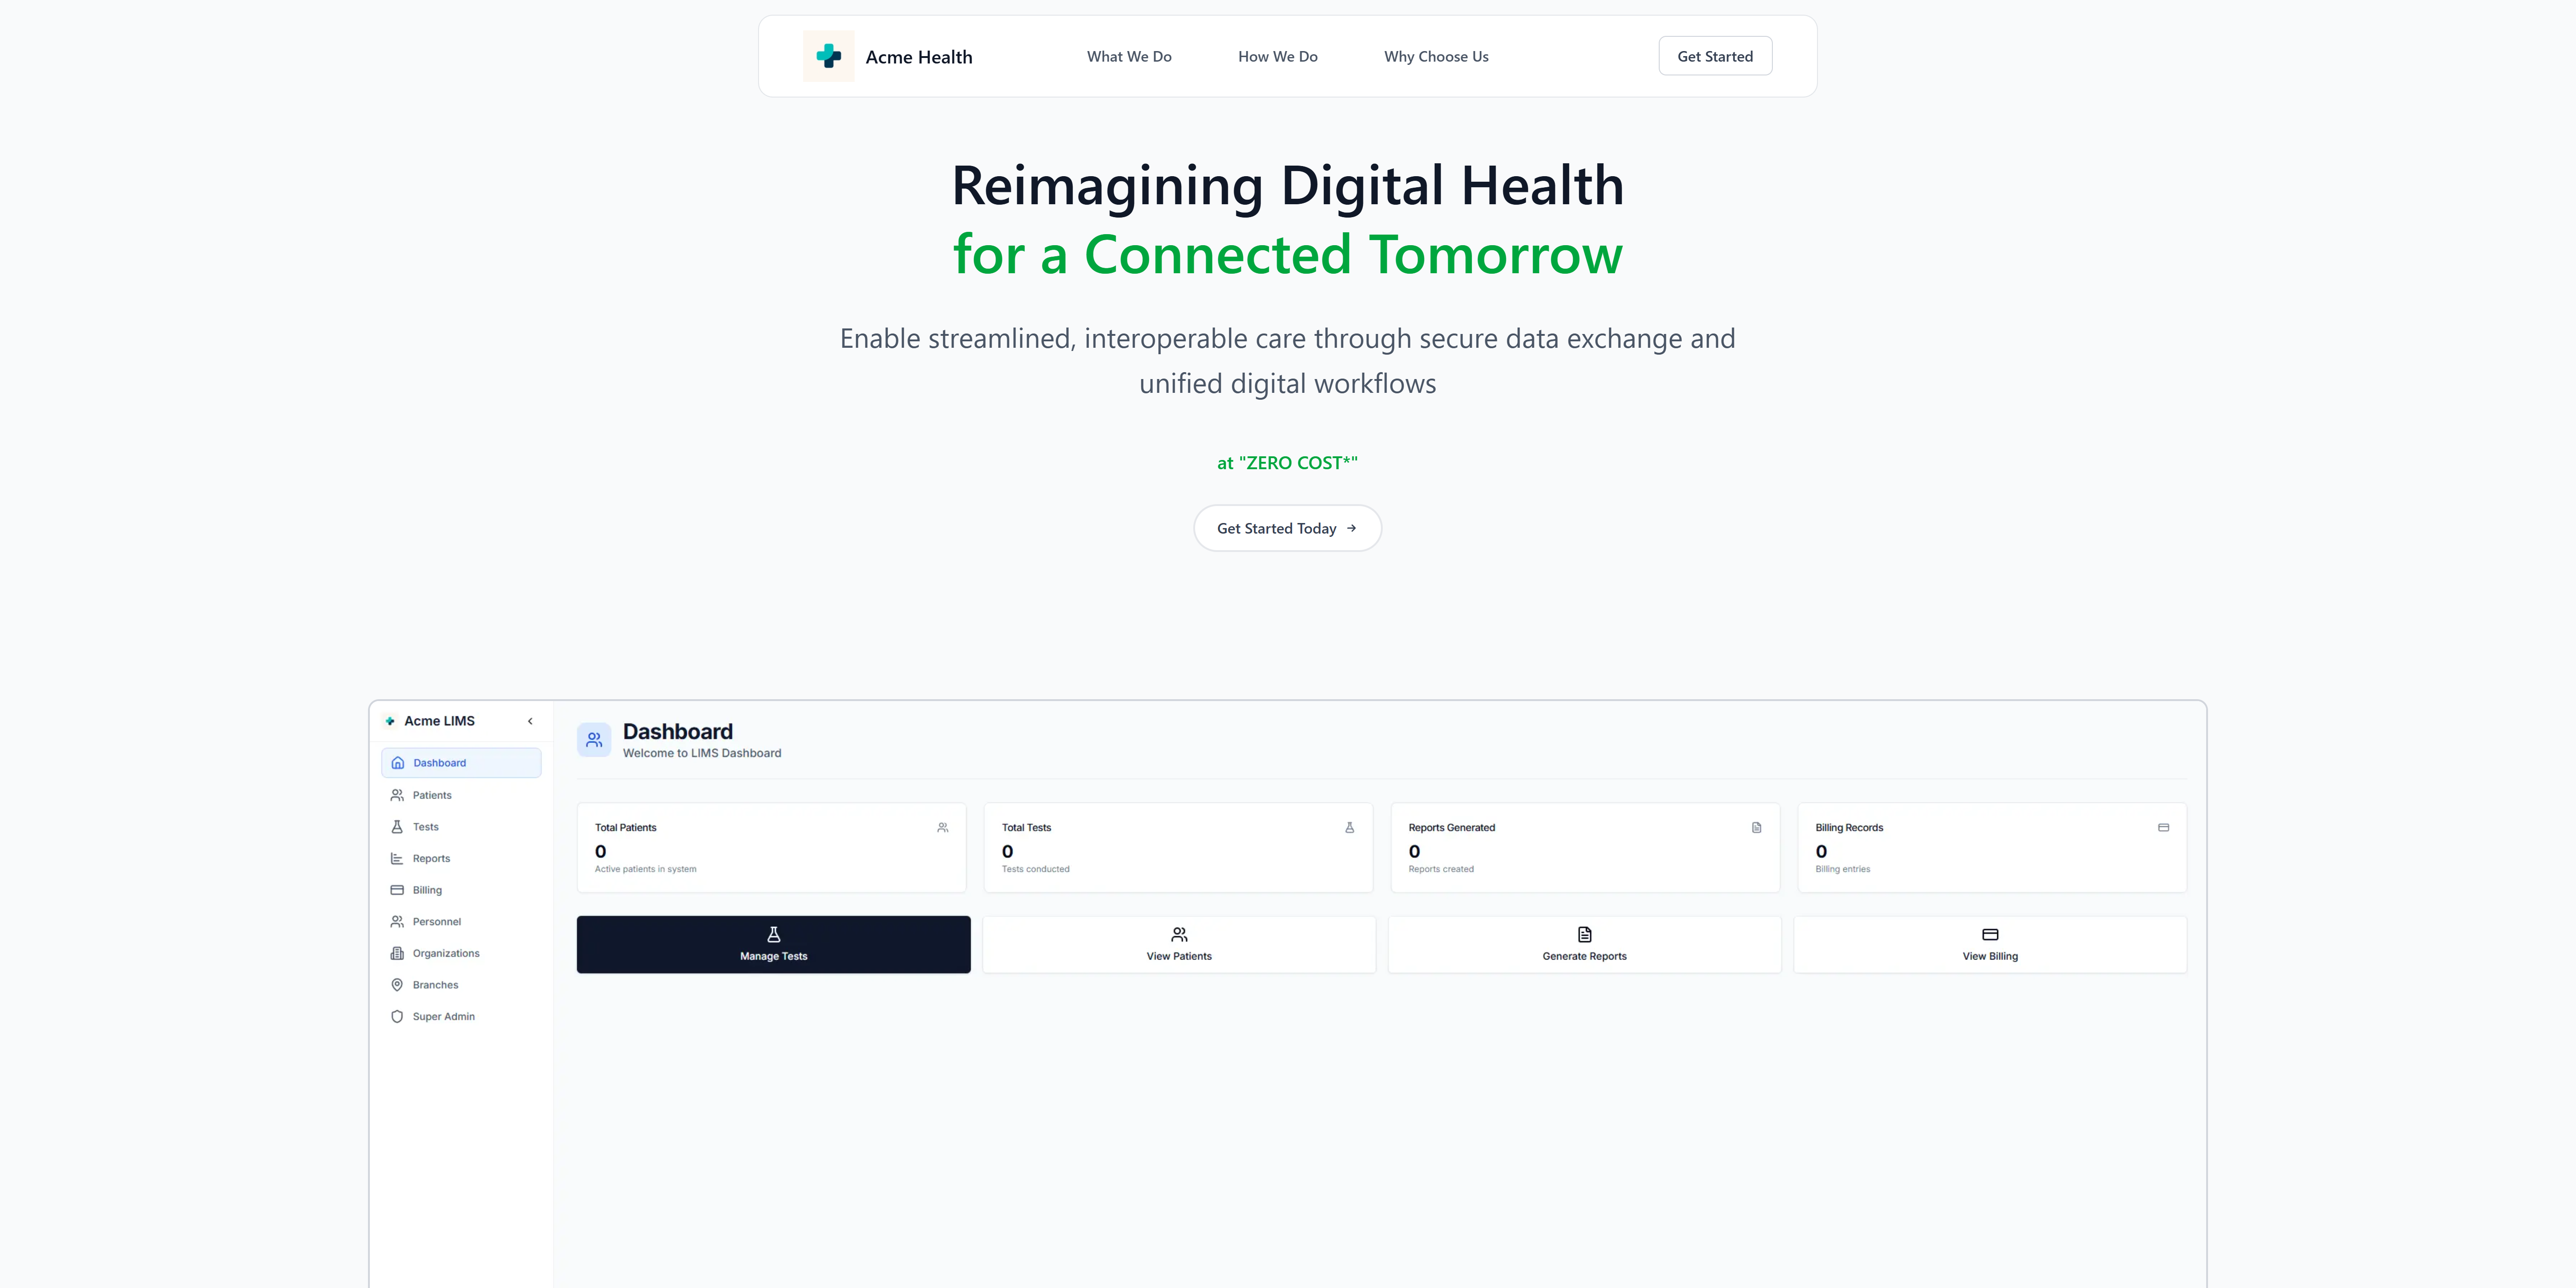 Acme Health
What We Do
How We Do
Why Choose Us
Get Started
Reimagining Digital Health
for a Connected Tomorrow
Enable streamlined, interoperable care through secure data exchange and
unified digital workflows
at "ZERO COST*"
Get Started Today →
Acme LIMS
Dashboard
Patients
Tests
Reports
Billing
Personnel
Organizations
Branches
Super Admin
Dashboard
Welcome to LIMS Dashboard
Total Patients
0
Active patients in system
Total Tests
0
Tests conducted
Reports Generated
0
Reports created
Billing Records
0
Billing entries
Manage Tests
View Patients
Generate Reports
View Billing